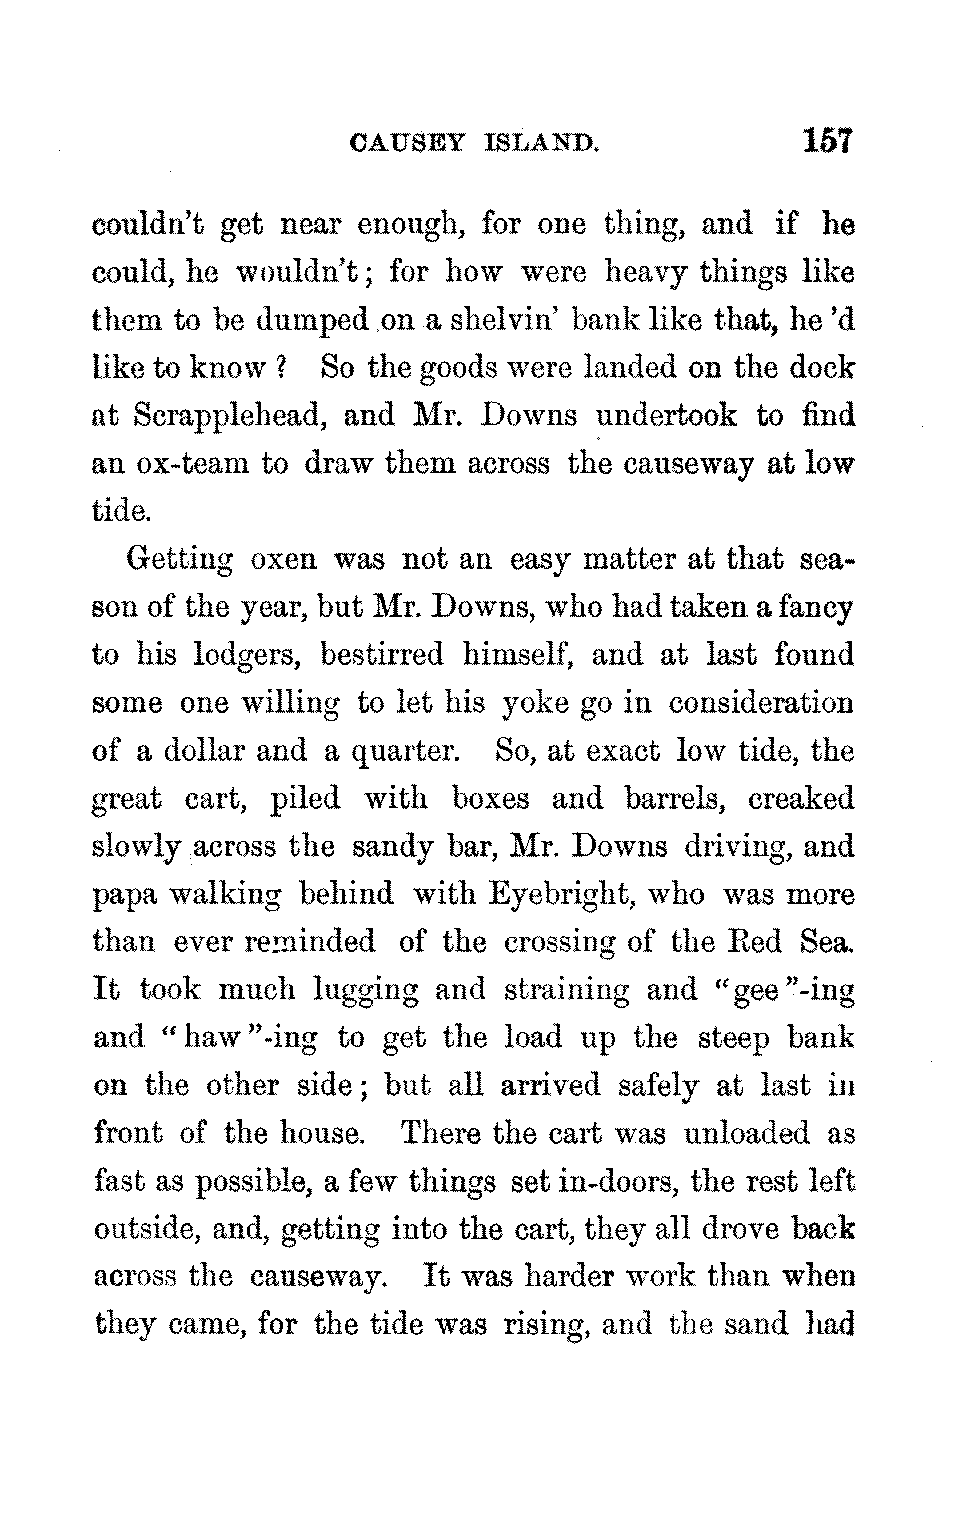 CAUSEY ISLAND. 157
couldn't get near enough, for one thing, and if he
could, he wouldn't; for how were heavy things like
them to be dumped on a shelvin' bank like that, he 'd
like to know? So the goods were landed on the dock
at Scrapplehead, and Mr. Downs undertook to find
an ox-team to draw them across the causeway at low
tide.
Getting oxen was not an easy matter at that sea-
son of the year, but Mr. Downs, who had taken a fancy
to his lodgers, bestirred himself, and at last found
some one willing to let his yoke go in consideration
of a dollar and a quarter. So, at exact low tide, the
great cart, piled with boxes and barrels, creaked
slowly across the sandy bar, Mr. Downs driving, and
papa walking behind with Eyebright, who was more
than ever reminded of the crossing of the Red Sea.
It took much lugging and straining and "gee"-ing
and "haw"-ing to get the load up the steep bank
on the other side; but all arrived safely at last in
front of the house. There the cart was unloaded as
fast as possible, a few things set in-doors, the rest left
outside, and, getting into the cart, they all drove back
across the causeway. It was harder work than when
they came, for the tide was rising, and the sand had